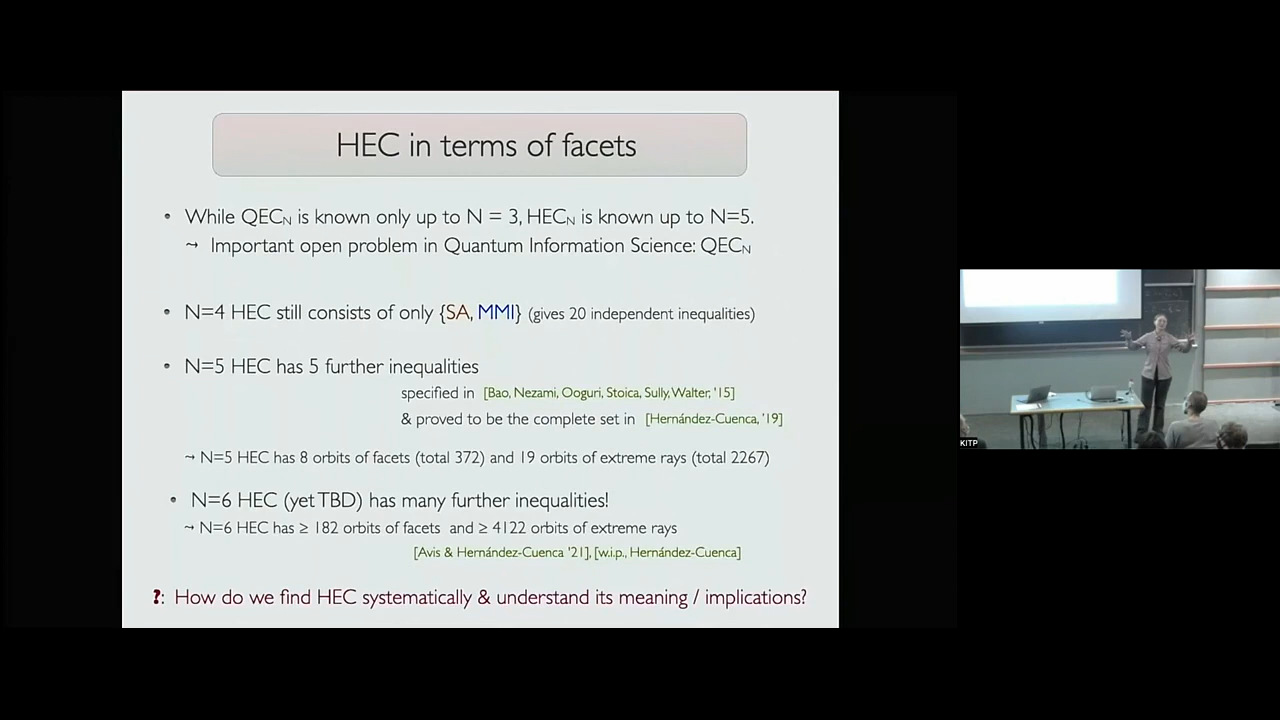 HEC in terms of facets
• While QECN is known only up to N = 3, HECN is known up to N=5.
→ Important open problem in Quantum Information Science: QECN
• N=4 HEC still consists of only {SA, MMI} (gives 20 independent inequalities)
• N=5 HEC has 5 further inequalities
specified in [Bao, Nezami, Ooguri, Stoica, Sully, Walter, '15]
& proved to be the complete set in [Hernández-Cuenca, '19]
→ N=5 HEC has 8 orbits of facets (total 372) and 19 orbits of extreme rays (total 2267)
• N=6 HEC (yet TBD) has many further inequalities!
→ N=6 HEC has ≥ 182 orbits of facets and ≥ 4122 orbits of extreme rays
[Avis & Hernández-Cuenca '21], [w.i.p., Hernández-Cuenca]
?: How do we find HEC systematically & understand its meaning / implications?
KITP